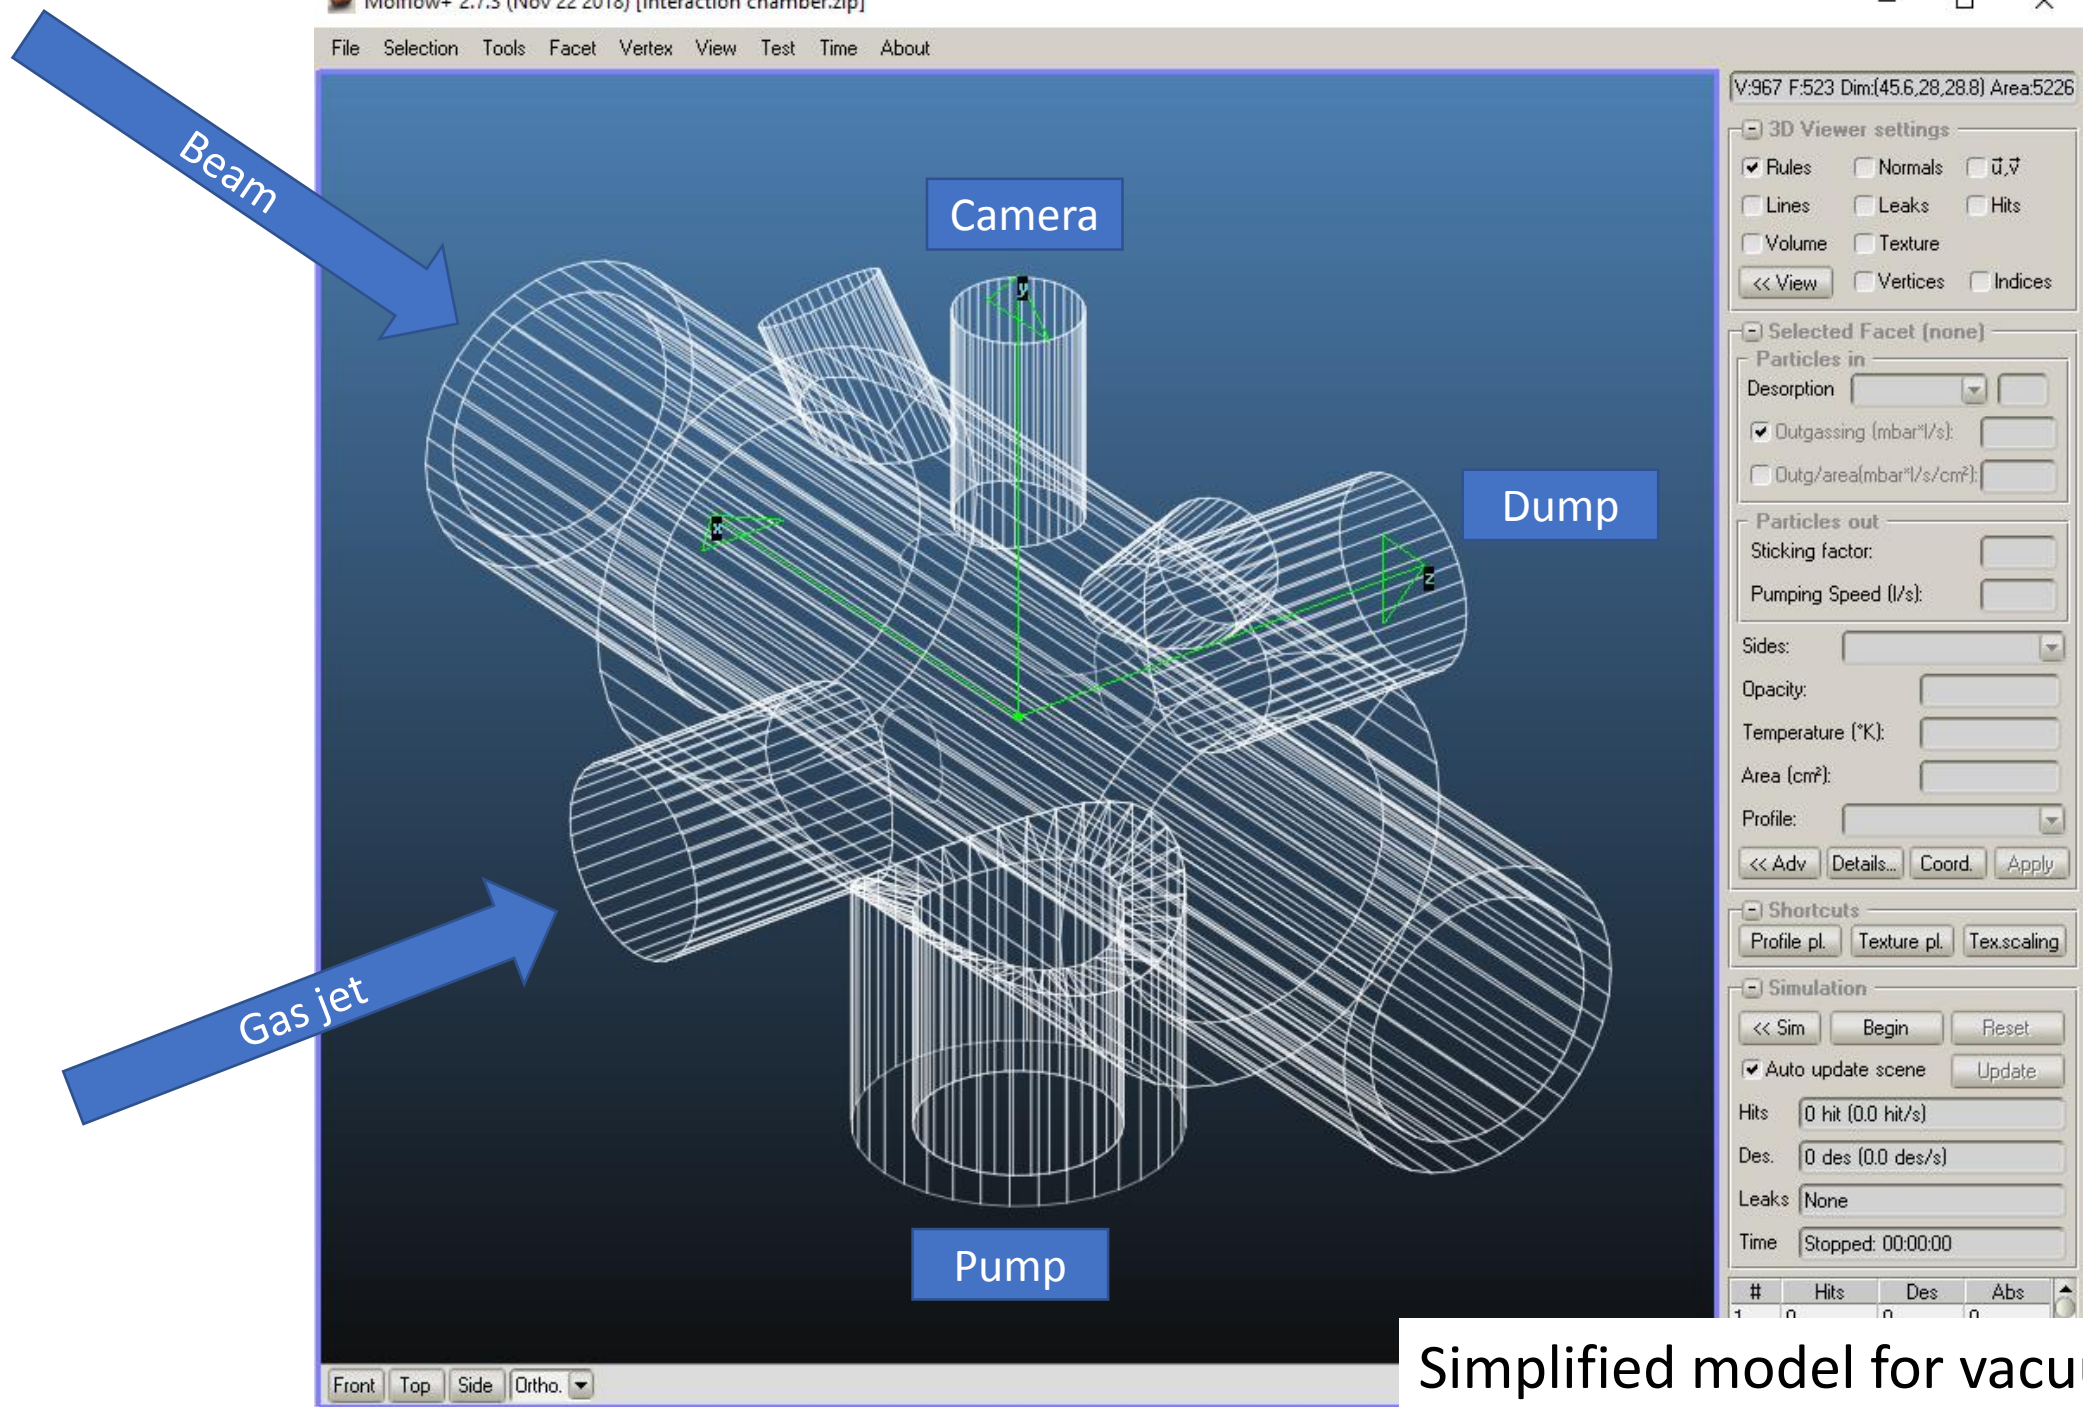 Molflow+ 2.7.3 (Nov 22 2018) [Interaction chamber.zip]
File Selection Tools Facet Vertex View Test Time About
Beam
Camera
Dump
Gas jet
Pump
y
x
z
V:967 F:523 Dim:(45.6,28,28.8) Area:5226
3D Viewer settings
Rules Normals u,v
Lines Leaks Hits
Volume Texture
<< View Vertices Indices
Selected Facet (none)
Particles in
Desorption
Outgassing (mbar*l/s):
Outg/area(mbar*l/s/cm²):
Particles out
Sticking factor:
Pumping Speed (l/s):
Sides:
Opacity:
Temperature (°K):
Area (cm²):
Profile:
<< Adv Details... Coord. Apply
Shortcuts
Profile pl. Texture pl. Tex.scaling
Simulation
<< Sim Begin Reset
Auto update scene Update
Hits 0 hit (0.0 hit/s)
Des. 0 des (0.0 des/s)
Leaks None
Time Stopped: 00:00:00
# Hits Des Abs
1 0 0 0
Front Top Side Ortho.
Simplified model for vacuu